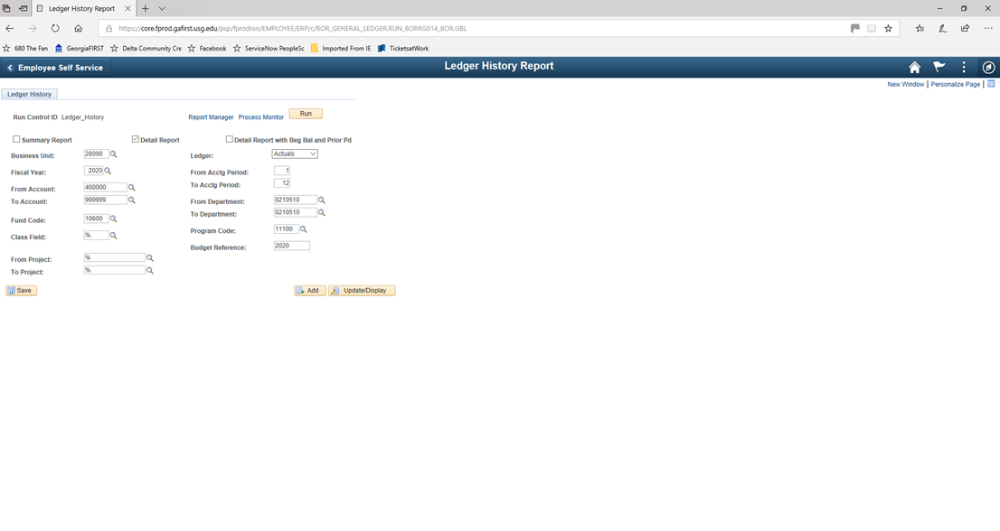 Ledger History Report
https://core.fprod.gafirst.usg.edu/psp/fprodsso/EMPLOYEE/ERP/c/BOR_GENERAL_LEDGER.RUN_BORRG014_BOR.GBL
680 The Fan GeorgiaFIRST Delta Community Cre Facebook ServiceNow PeopleSc Imported From IE TicketsatWork
Employee Self Service Ledger History Report
New Window | Personalize Page |
Ledger History
Run Control ID Ledger_History Report Manager Process Monitor Run
Summary Report Detail Report Detail Report with Beg Bal and Prior Pd
Business Unit: 28000 Ledger: Actuals
Fiscal Year: 2020 From Acctg Period: 1
From Account: 400000 To Acctg Period: 12
To Account: 999999 From Department: 0210510
To Department: 0210510
Fund Code: 10600
Program Code: 11100
Class Field: %
Budget Reference: 2020
From Project: %
To Project: %
Save Add Update/Display